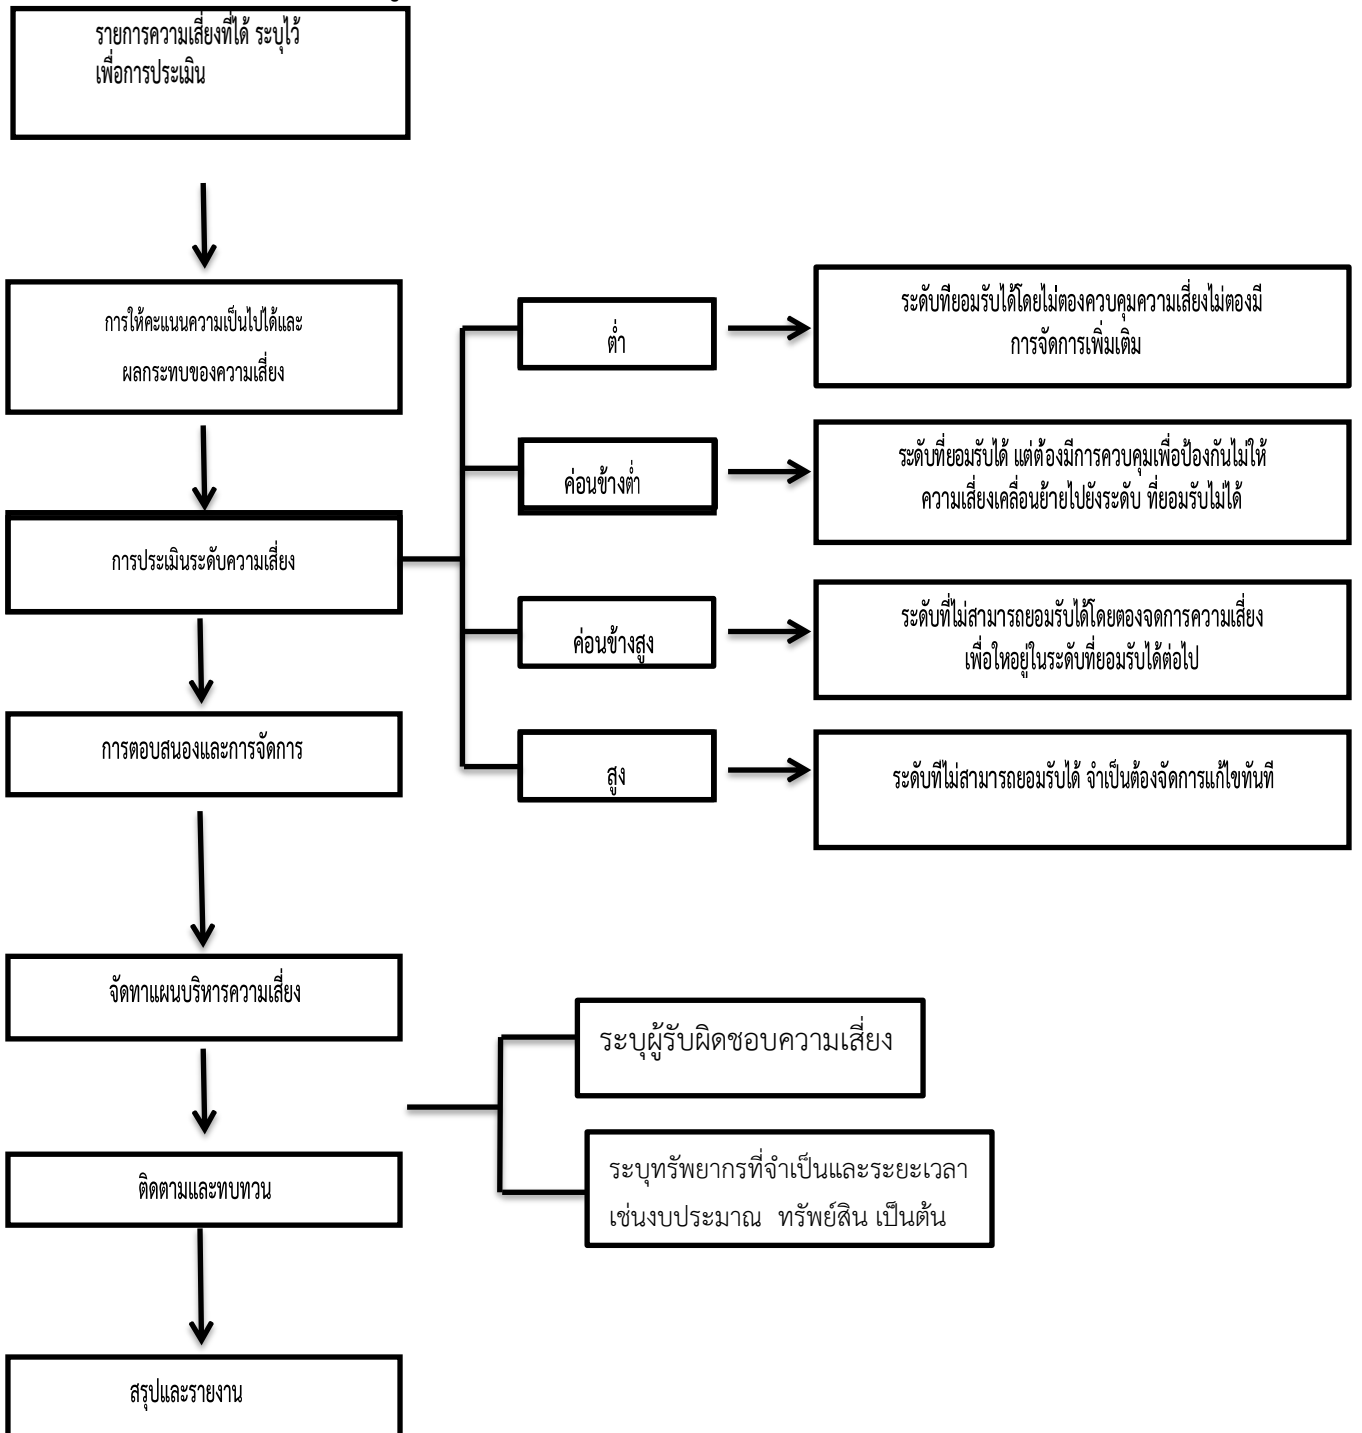 รายการความเสี่ยงที่ได้ ระบุไว้
เพื่อการประเมิน
การให้คะแนนความเป็นไปได้และ
ผลกระทบของความเสี่ยง
การประเมินระดับความเสี่ยง
ต่ำ
ระดับที่ยอมรับได้โดยไม่ตองควบคุมความเสี่ยงไม่ตองมี
การจัดการเพิ่มเติม
ค่อนข้างต่ำ
ระดับที่ยอมรับได้ แต่ต้องมีการควบคุมเพื่อป้องกันไม่ให้
ความเสี่ยงเคลื่อนย้ายไปยังระดับ ที่ยอมรับไม่ได้
ค่อนข้างสูง
ระดับที่ไม่สามารถยอมรับได้โดยตองจดการความเสี่ยง
เพื่อใหอยู่ในระดับที่ยอมรับได้ต่อไป
สูง
ระดับที่ไม่สามารถยอมรับได้ จำเป็นต้องจัดการแก้ไขทันที
การตอบสนองและการจัดการ
จัดทาแผนบริหารความเสี่ยง
ระบุผู้รับผิดชอบความเสี่ยง
ระบุทรัพยากรที่จำเป็นและระยะเวลา
เช่นงบประมาณ ทรัพย์สิน เป็นต้น
ติดตามและทบทวน
สรุปและรายงาน